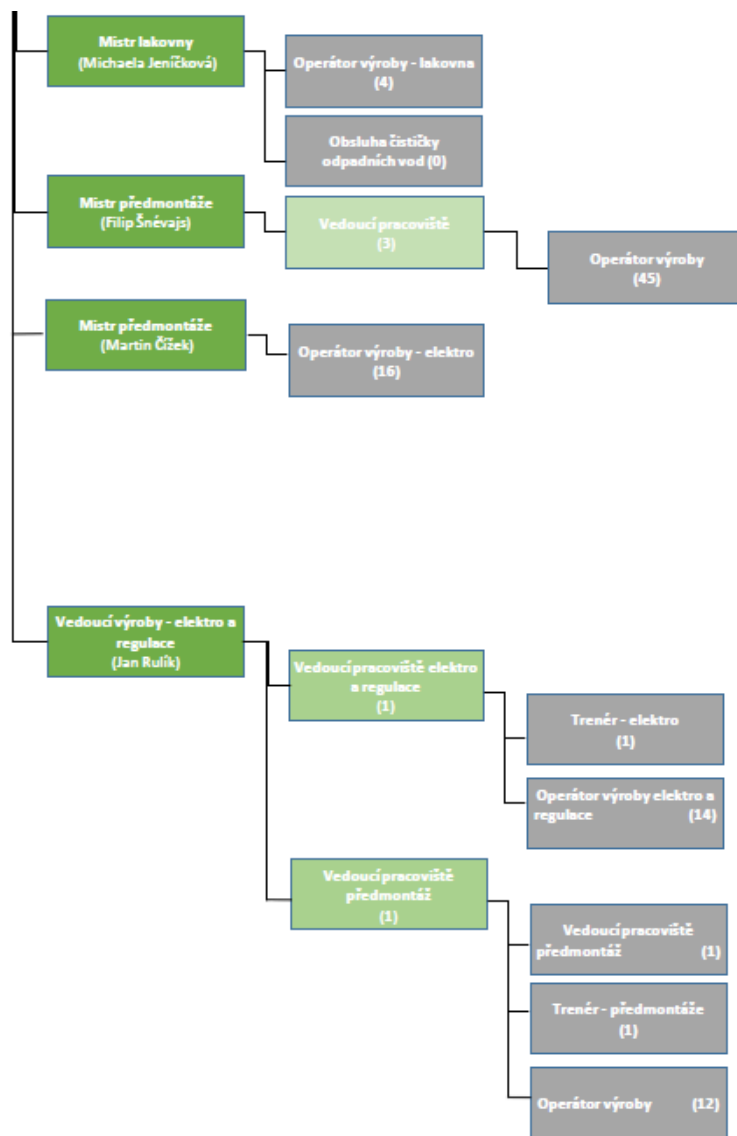 Mistr lakovny
(Michaela Jeníčková)
Operátor výroby - lakovna
(4)
Obsluha čističky
odpadních vod (0)
Mistr předmontáže
(Filip Šnévajs)
Vedoucí pracoviště
(3)
Operátor výroby
(45)
Mistr předmontáže
(Martin Čížek)
Operátor výroby - elektro
(16)
Vedoucí výroby - elektro a
regulace
(Jan Rulík)
Vedoucí pracoviště elektro
a regulace
(1)
Trenér - elektro
(1)
Operátor výroby elektro a
regulace (14)
Vedoucí pracoviště
předmontáž
(1)
Vedoucí pracoviště
předmontáž (1)
Trenér - předmontáže
(1)
Operátor výroby (12)